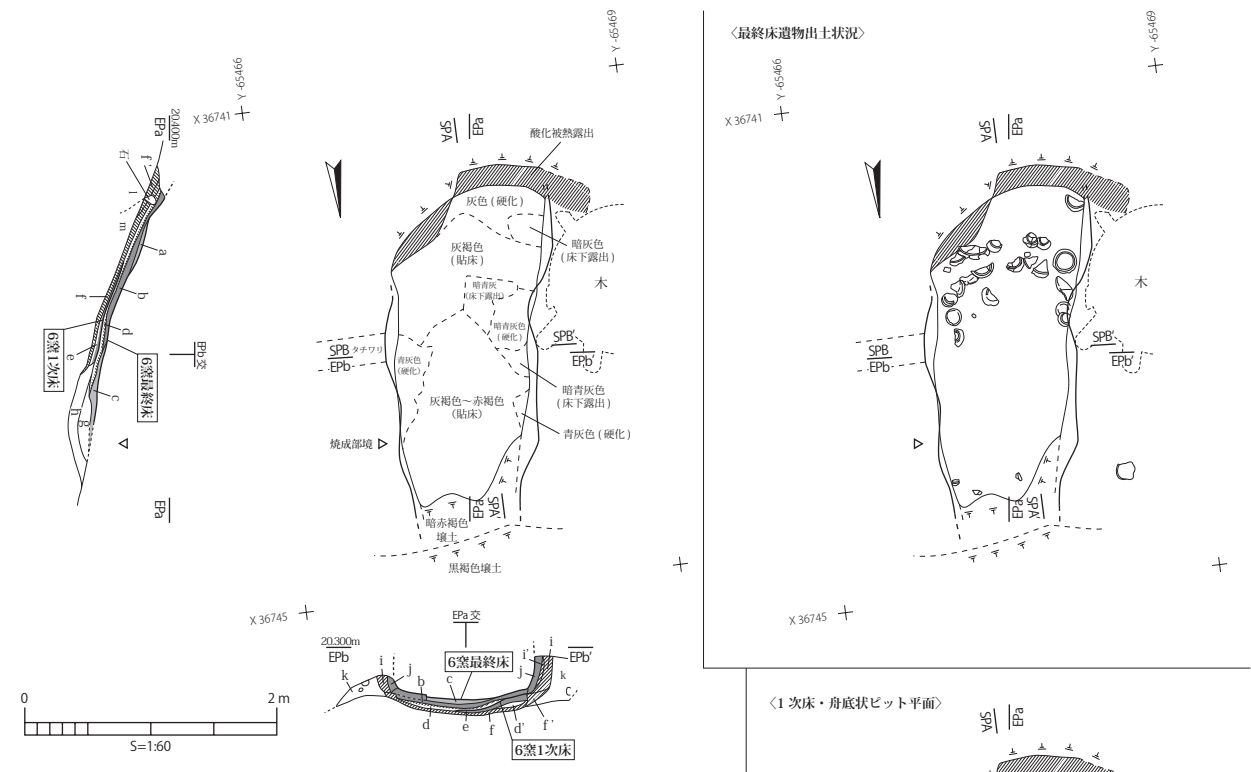 Y -65466
X 36741
20.400m
EPa
石
f'
l
m
a
b
f
d
e
6窯1次床
6窯最終床
c
h
g
EPb 交
EPa
Y -65469
SPA
EPa
酸化被熱露出
灰色 ( 硬化 )
灰褐色
( 貼床 )
暗灰色
( 床下露出 )
木
暗青灰
(床下露出)
暗青灰色
( 硬化 )
SPB タチワリ
EPb
青灰色
(硬化)
SPB'
EPb'
灰褐色～赤褐色
(貼床)
暗青灰色
( 床下露出 )
青灰色 ( 硬化 )
焼成部境
EPa
SPA'
暗赤褐色
壌土
黒褐色壌土
X 36745
EPa 交
20.300m
EPb
EPb'
6窯最終床
k
i
j
b
c
i'
i
j
k
d
e
f
d'
f'
6窯1次床
0
2 m
S=1:60
〈最終床遺物出土状況〉
Y -65466
X 36741
Y -65469
SPA
EPa
木
SPB
EPb
SPB'
EPb'
EPa
SPA'
X 36745
〈1 次床・舟底状ピット平面〉
SPA
EPa